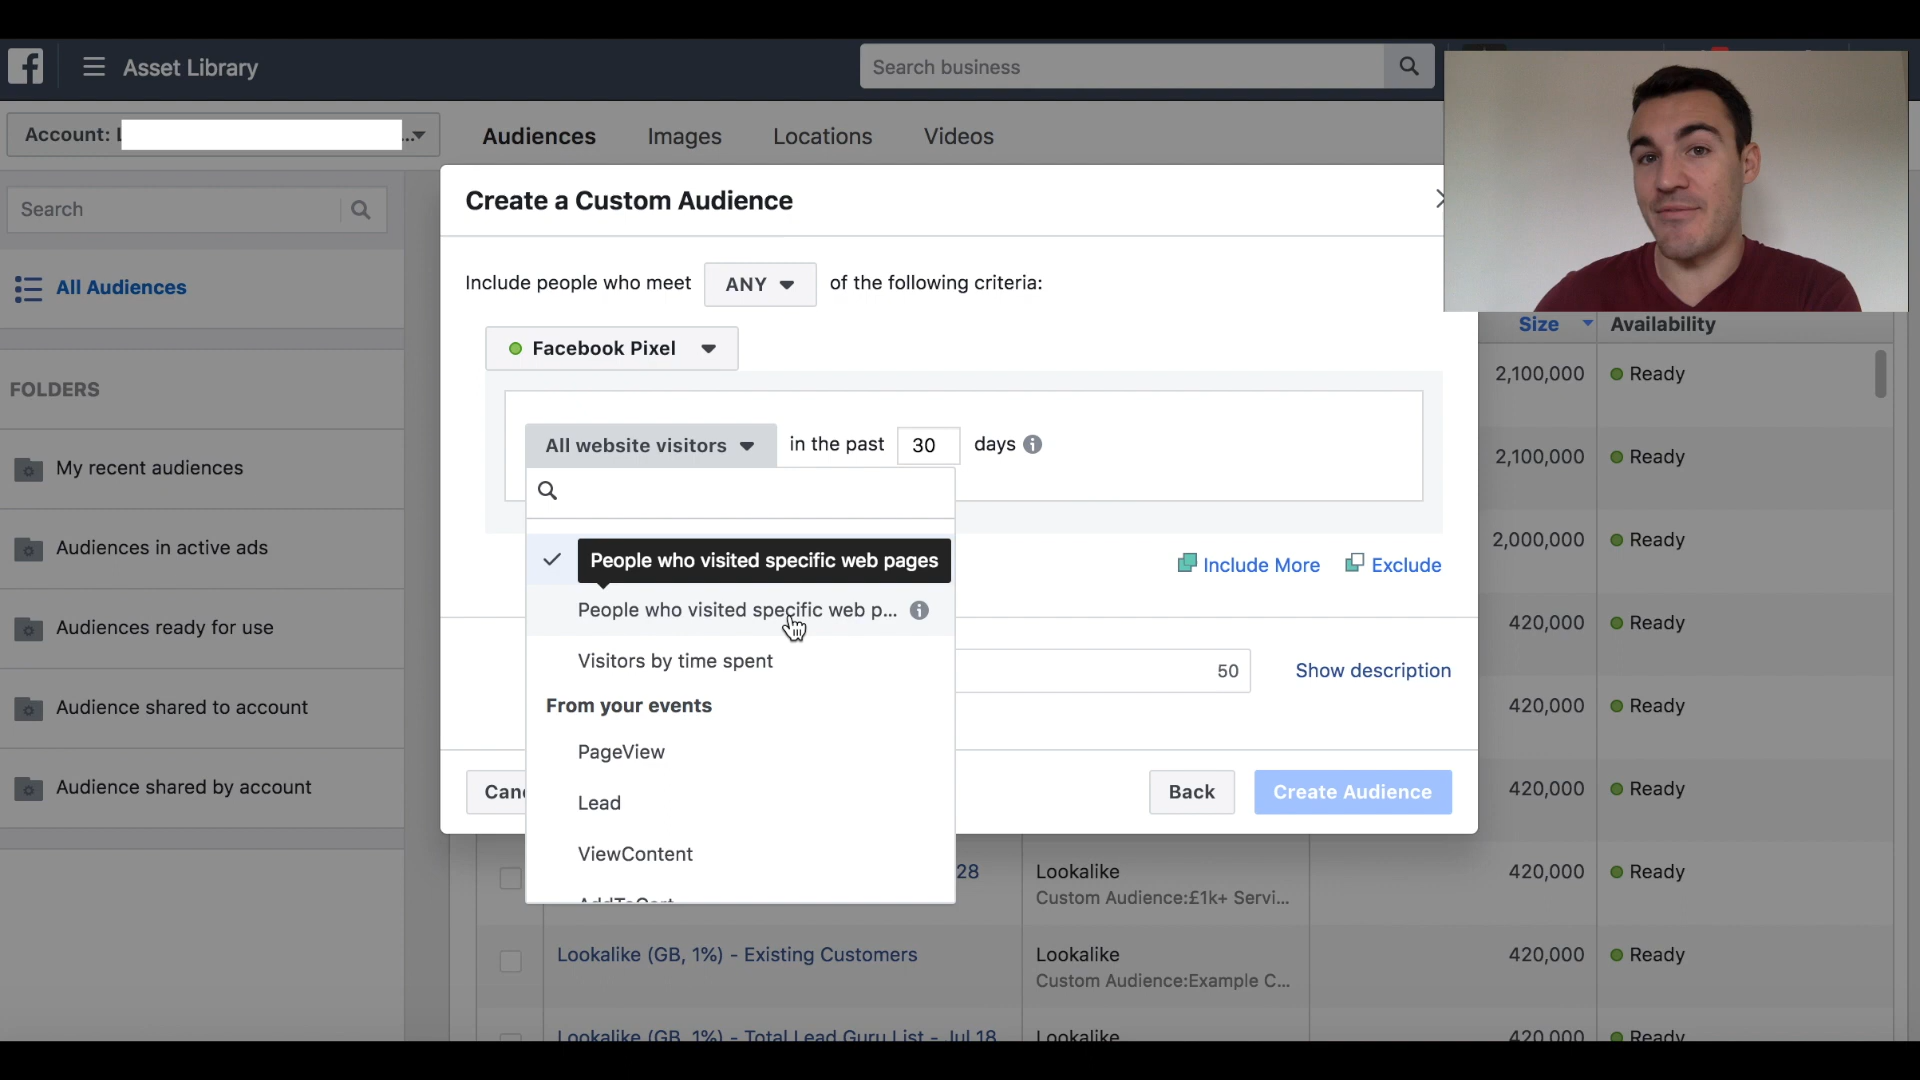 Asset Library
Search business
Account:
Audiences Images Locations Videos
Search
Create a Custom Audience
All Audiences
Include people who meet ANY of the following criteria:
Size Availability
Facebook Pixel
2,100,000 Ready
FOLDERS
All website visitors in the past 30 days
My recent audiences
2,100,000 Ready
Audiences in active ads
2,000,000 Ready
People who visited specific web pages
Include More Exclude
People who visited specific web p...
Audiences ready for use
420,000 Ready
Visitors by time spent
50 Show description
From your events
Audience shared to account
420,000 Ready
PageView
Audience shared by account
Back Create Audience
420,000 Ready
Lead
ViewContent
28 Lookalike 420,000 Ready
Custom Audience:£1k+ Servi...
AddToCart
Lookalike (GB, 1%) - Existing Customers Lookalike 420,000 Ready
Custom Audience:Example C...
Lookalike (GB, 1%) - Total Lead Guru List - Jul 18 Lookalike 420,000 Ready